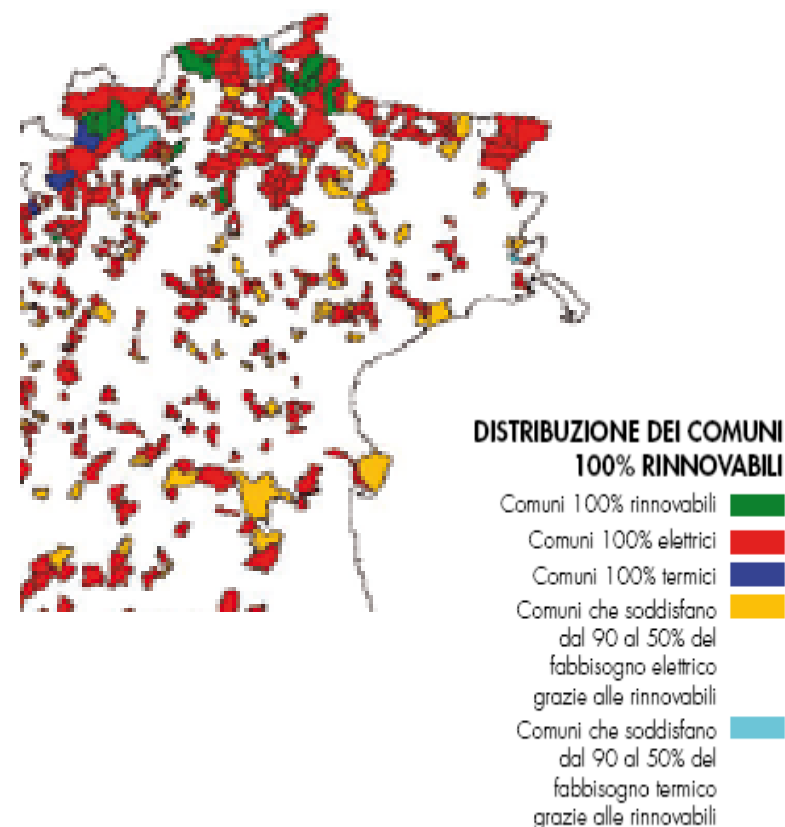 DISTRIBUZIONE DEI COMUNI
100% RINNOVABILI
Comuni 100% rinnovabili
Comuni 100% elettrici
Comuni 100% termici
Comuni che soddisfano
dal 90 al 50% del
fabbisogno elettrico
grazie alle rinnovabili
Comuni che soddisfano
dal 90 al 50% del
fabbisogno termico
grazie alle rinnovabili